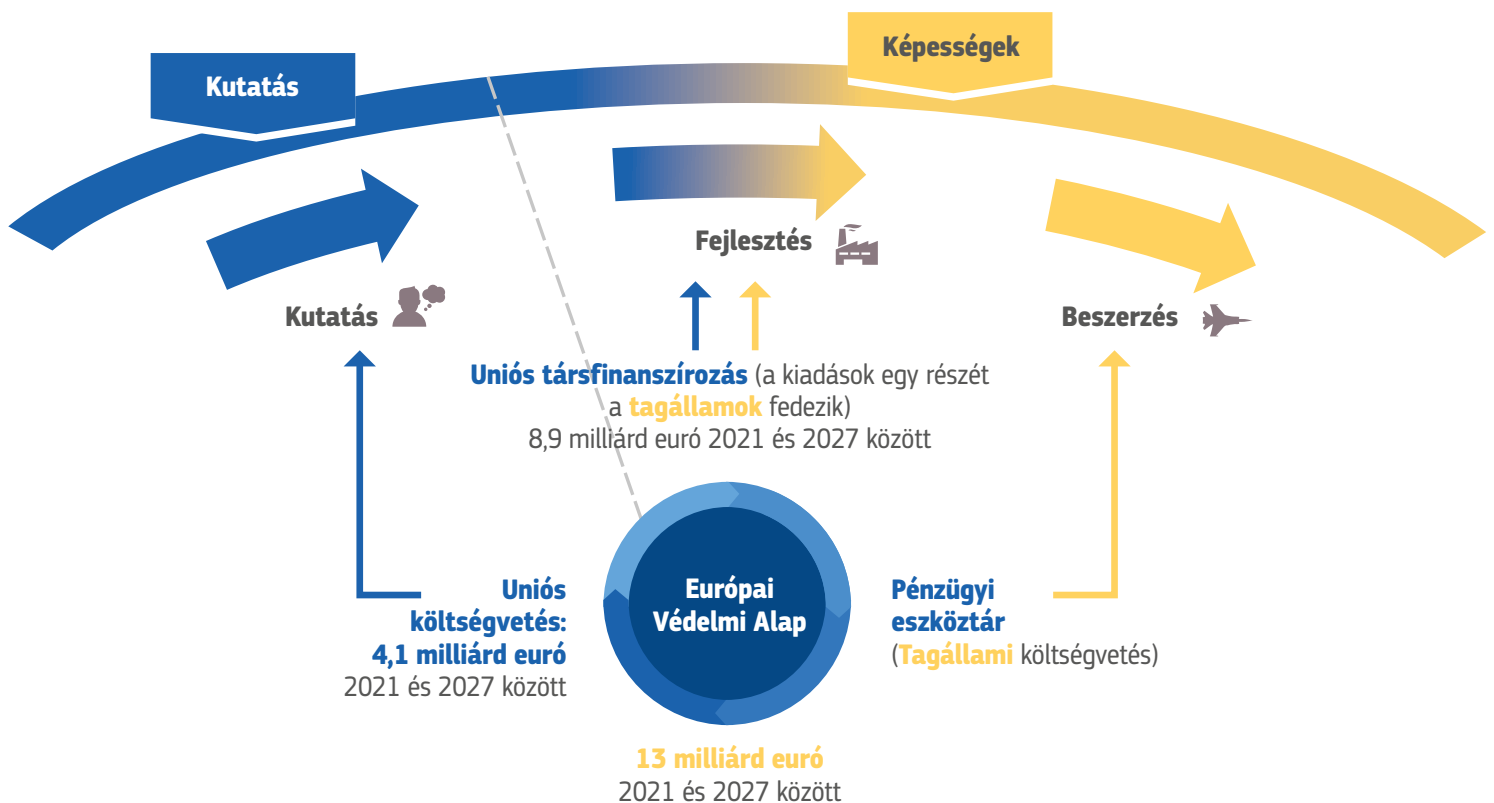 Kutatás
Képességek
Kutatás
Fejlesztés
Beszerzés
Uniós társfinanszírozás (a kiadások egy részét
a tagállamok fedezik)
8,9 milliárd euró 2021 és 2027 között
Uniós
költségvetés:
4,1 milliárd euró
2021 és 2027 között
Európai
Védelmi Alap
Pénzügyi
eszköztár
(Tagállami költségvetés)
13 milliárd euró
2021 és 2027 között